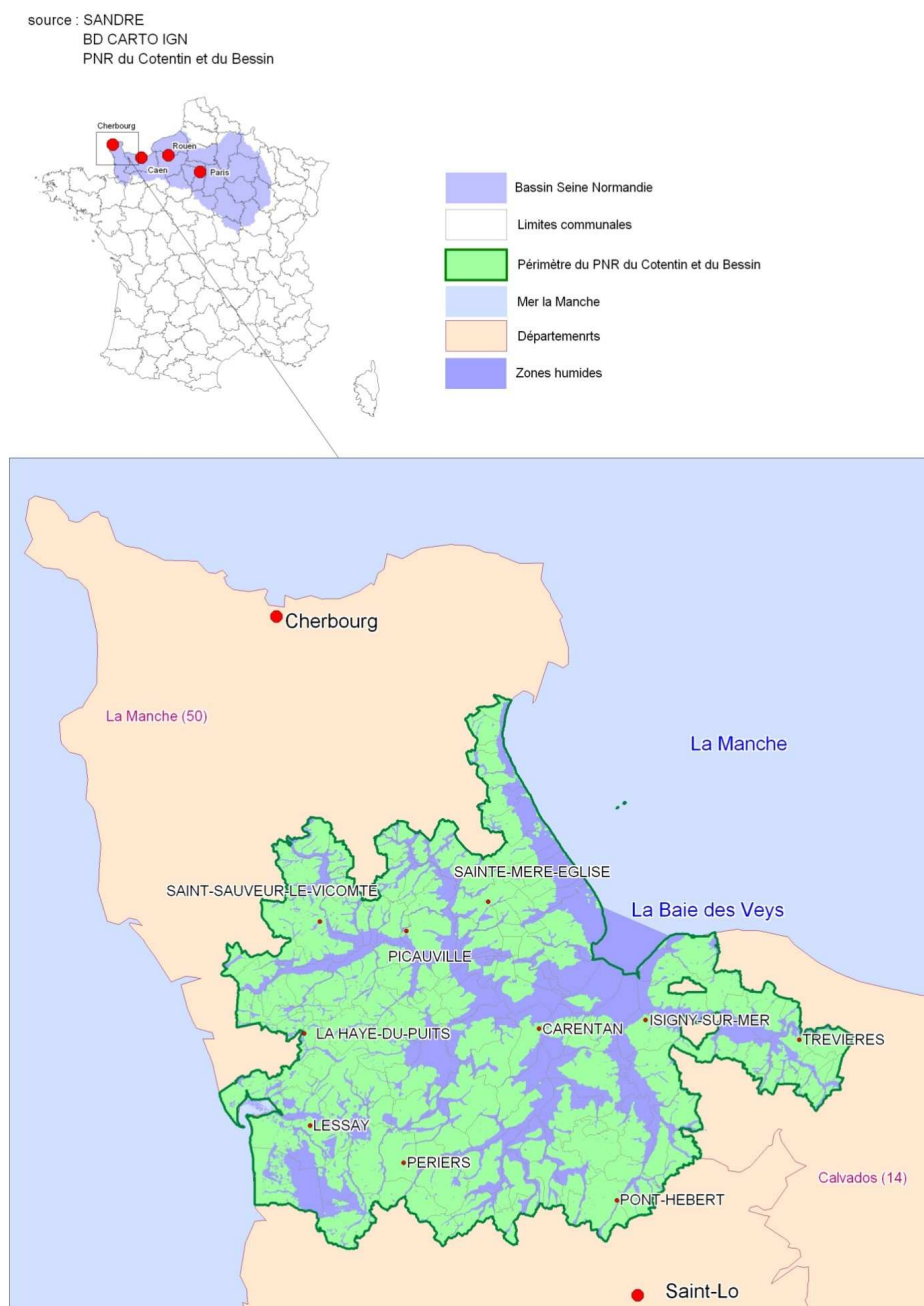 source : SANDRE
BD CARTO IGN
PNR du Cotentin et du Bessin
Cherbourg
Rouen
Caen
Paris
Bassin Seine Normandie
Limites communales
Périmètre du PNR du Cotentin et du Bessin
Mer la Manche
Départemenrts
Zones humides
Cherbourg
La Manche (50)
La Manche
SAINTE-MERE-EGLISE
SAINT-SAUVEUR-LE-VICOMTE
La Baie des Veys
PICAUVILLE
ISIGNY-SUR-MER
CARENTAN
LA HAYE-DU-PUITS
TREVIERES
LESSAY
PERIERS
Calvados (14)
PONT-HEBERT
Saint-Lo